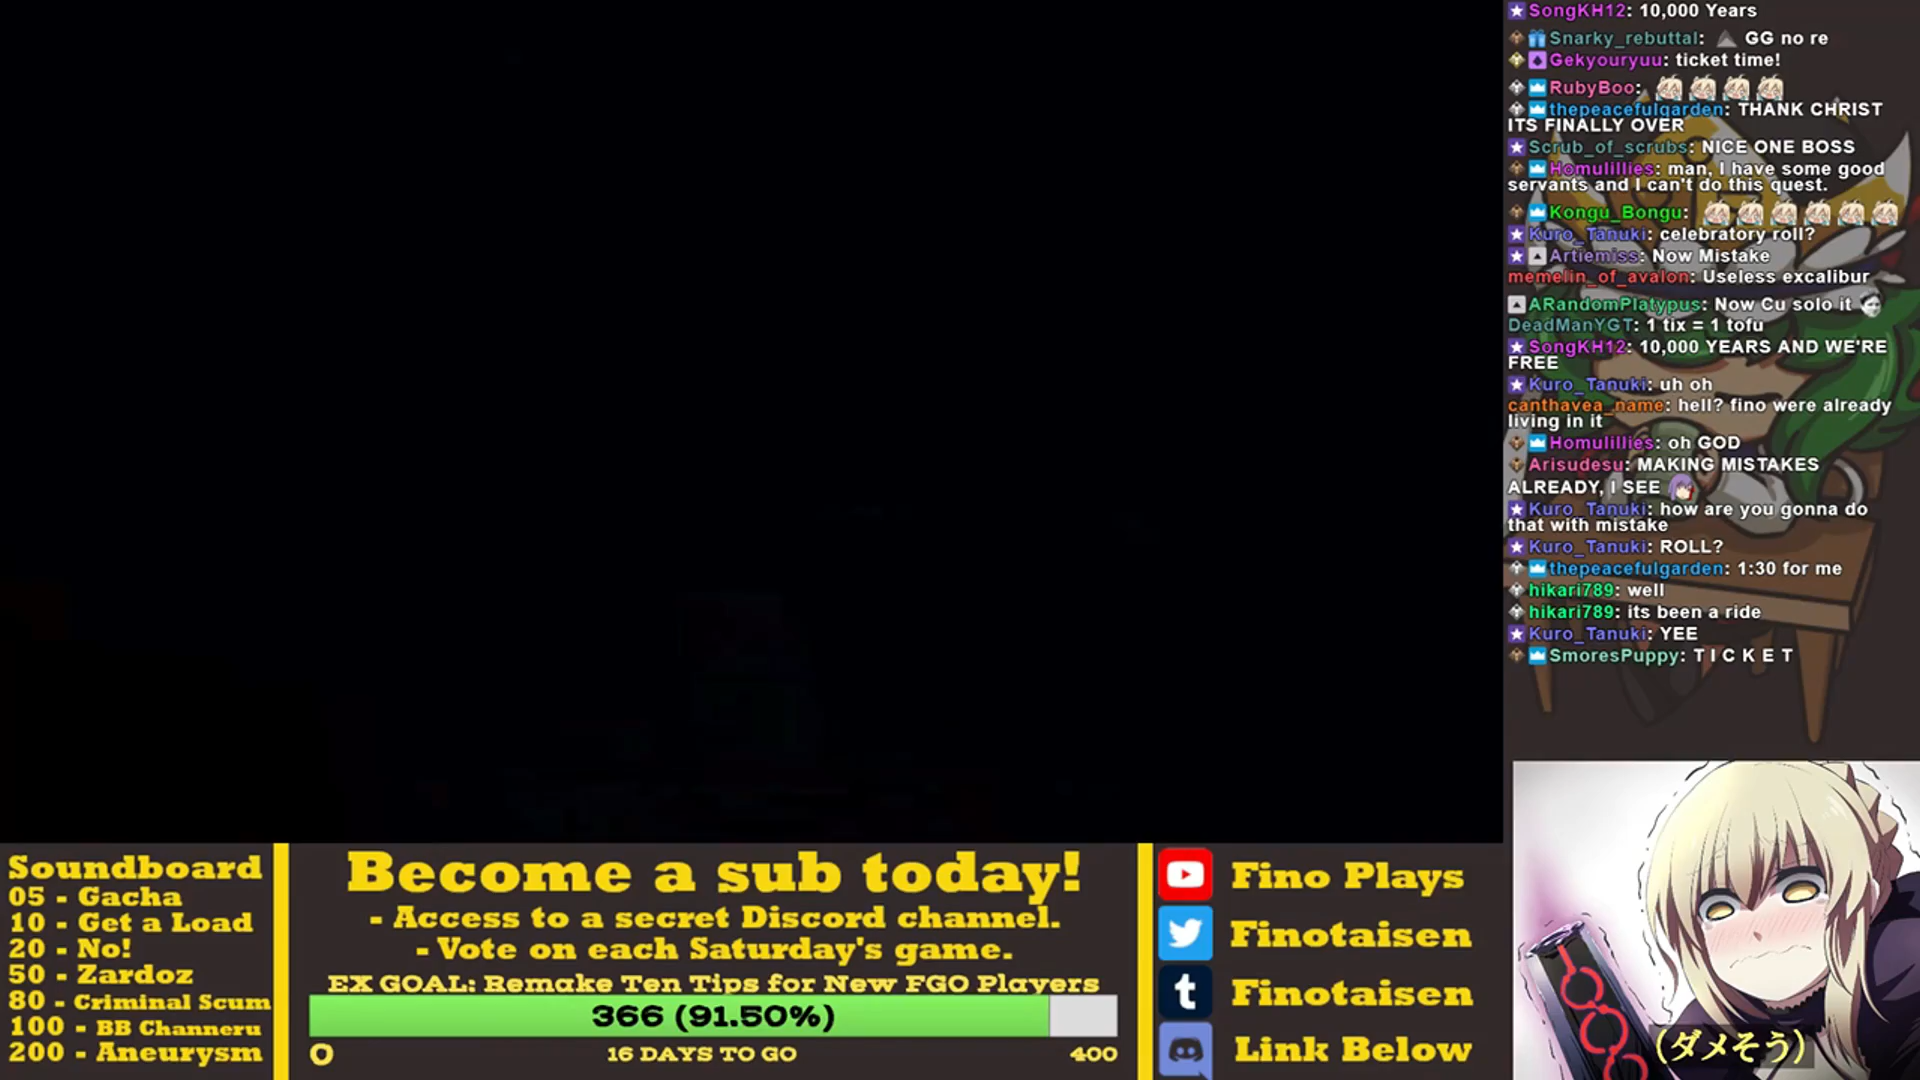 SongKH12: 10,000 Years
Snarky_rebuttal: GG no re
Gekyouryuu: ticket time!
RubyBoo:
thepeacefulgarden: THANK CHRIST
ITS FINALLY OVER
Scrub_of_scrubs: NICE ONE BOSS
Homulillies: man, I have some good
servants and I can't do this quest.
Kongu_Bongu:
Kuro_Tanuki: celebratory roll?
Artiemiss: Now Mistake
memelin_of_avalon: Useless excalibur
ARandomPlatypus: Now Cu solo it
DeadManYGT: 1 tix = 1 tofu
SongKH12: 10,000 YEARS AND WE'RE
FREE
Kuro_Tanuki: uh oh
canthavea_name: hell? fino were already
living in it
Homulillies: oh GOD
Arisudesu: MAKING MISTAKES
ALREADY, I SEE
Kuro_Tanuki: how are you gonna do
that with mistake
Kuro_Tanuki: ROLL?
thepeacefulgarden: 1:30 for me
hikari789: well
hikari789: its been a ride
Kuro_Tanuki: YEE
SmoresPuppy: T I C K E T
Soundboard
05 - Gacha
10 - Get a Load
20 - No!
50 - Zardoz
80 - Criminal Scum
100 - BB Channeru
200 - Aneurysm
Become a sub today!
- Access to a secret Discord channel.
- Vote on each Saturday's game.
EX GOAL: Remake Ten Tips for New FGO Players
366 (91.50%)
0 16 DAYS TO GO 400
Fino Plays
Finotaisen
t Finotaisen
Link Below
(ダメそう)